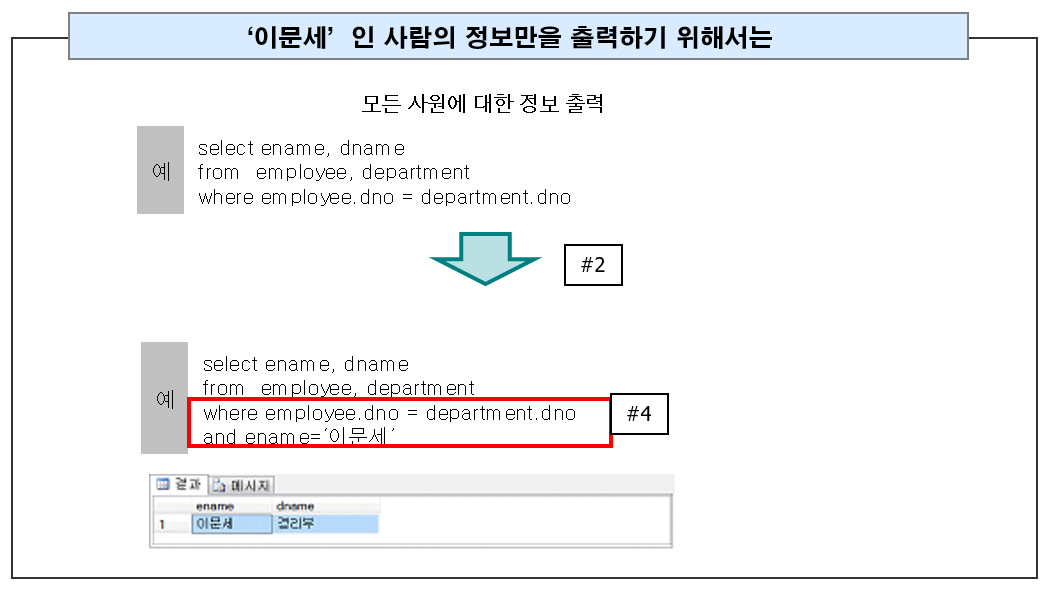 ‘이문세’ 인 사람의 정보만을 출력하기 위해서는
모든 사원에 대한 정보 출력
예
select ename, dname
from employee, department
where employee.dno = department.dno
#2
예
select ename, dname
from employee, department
where employee.dno = department.dno
and ename=‘이문세’
#4
결과 메시지
ename dname
1 이문세 경리부